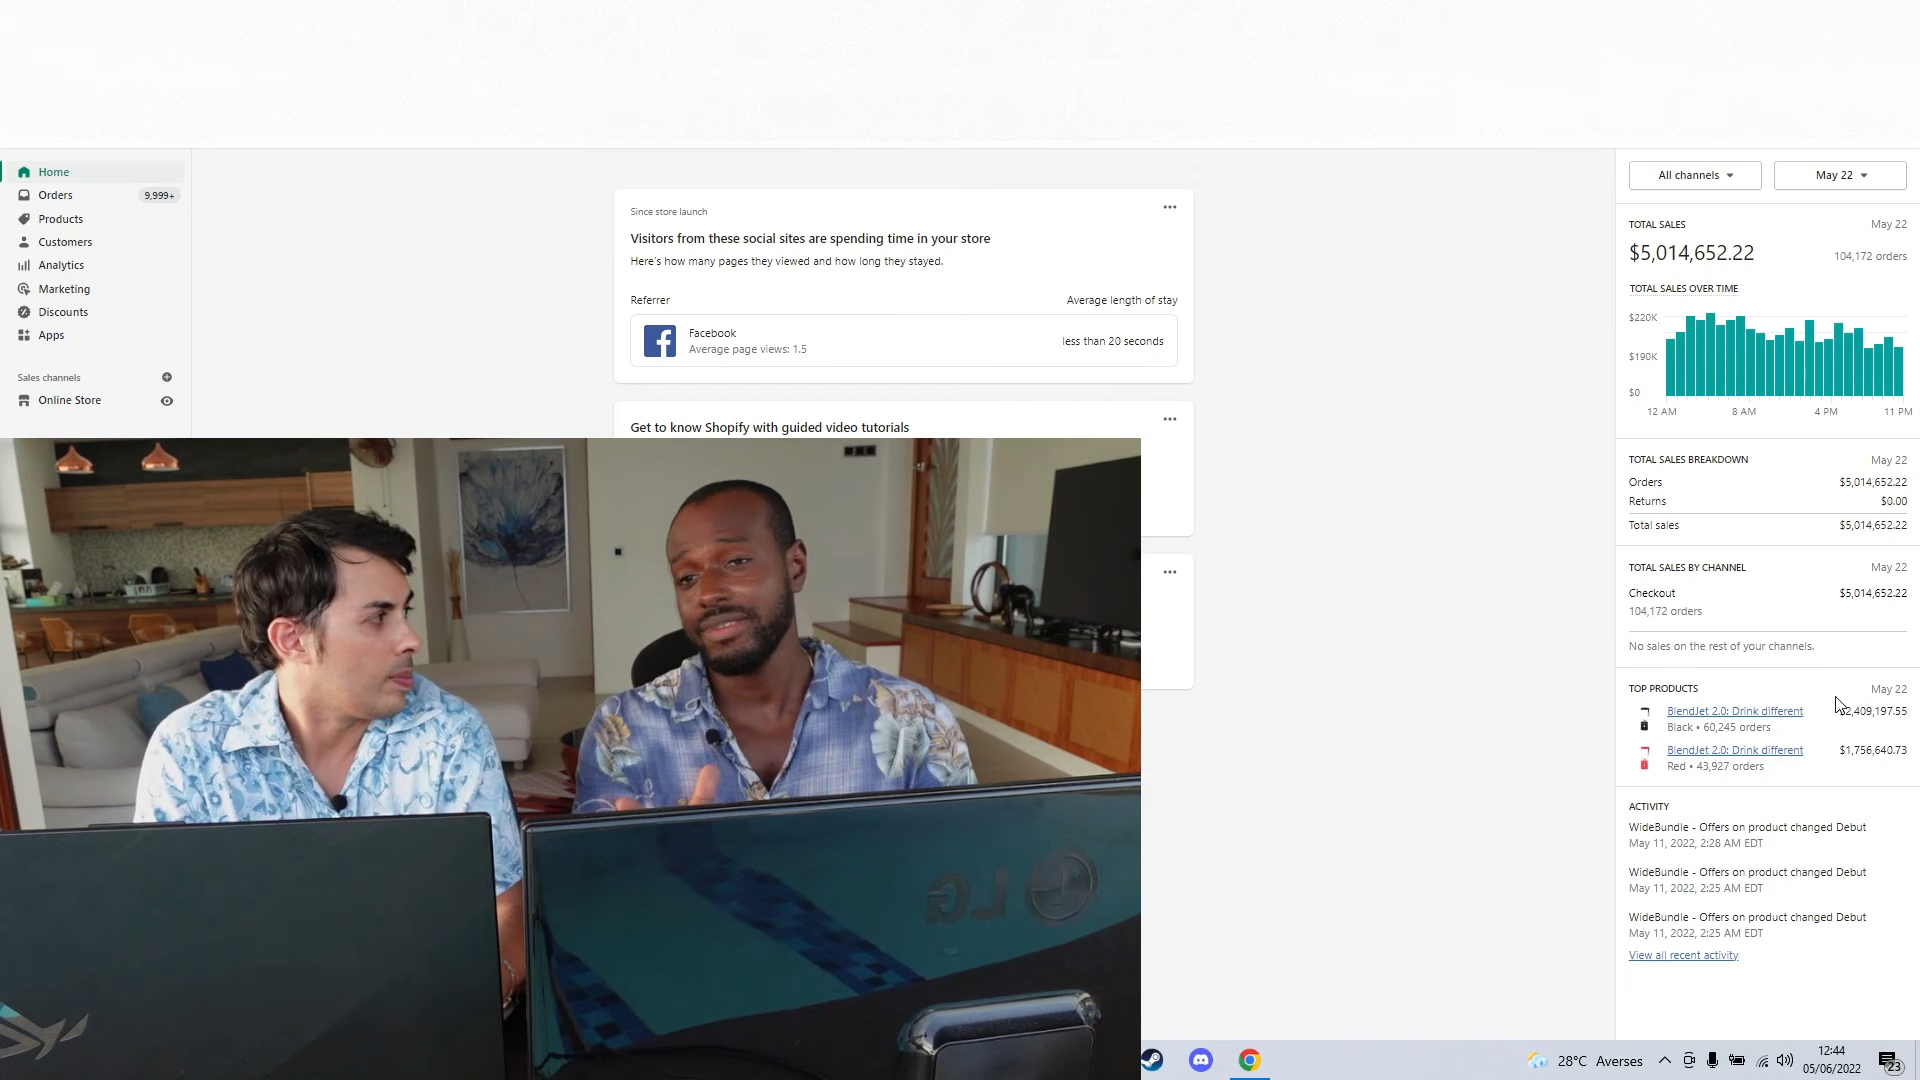 Home
Orders
9,999+
Products
Customers
Analytics
Marketing
Discounts
Apps
Sales channels
Online Store
Since store launch
Visitors from these social sites are spending time in your store
Here's how many pages they viewed and how long they stayed.
Referrer
Average length of stay
Facebook
Average page views: 1.5
less than 20 seconds
Get to know Shopify with guided video tutorials
All channels
May 22
TOTAL SALES
May 22
$5,014,652.22
104,172 orders
TOTAL SALES OVER TIME
$220K
$190K
$0
12 AM
8 AM
4 PM
11 PM
TOTAL SALES BREAKDOWN
May 22
Orders
$5,014,652.22
Returns
$0.00
Total sales
$5,014,652.22
TOTAL SALES BY CHANNEL
May 22
Checkout
$5,014,652.22
104,172 orders
No sales on the rest of your channels.
TOP PRODUCTS
May 22
BlendJet 2.0: Drink different
$2,409,197.55
Black • 60,245 orders
BlendJet 2.0: Drink different
$1,756,640.73
Red • 43,927 orders
ACTIVITY
WideBundle - Offers on product changed Debut
May 11, 2022, 2:28 AM EDT
WideBundle - Offers on product changed Debut
May 11, 2022, 2:25 AM EDT
WideBundle - Offers on product changed Debut
May 11, 2022, 2:25 AM EDT
View all recent activity
LG
28°C Averses
12:44
05/06/2022
23